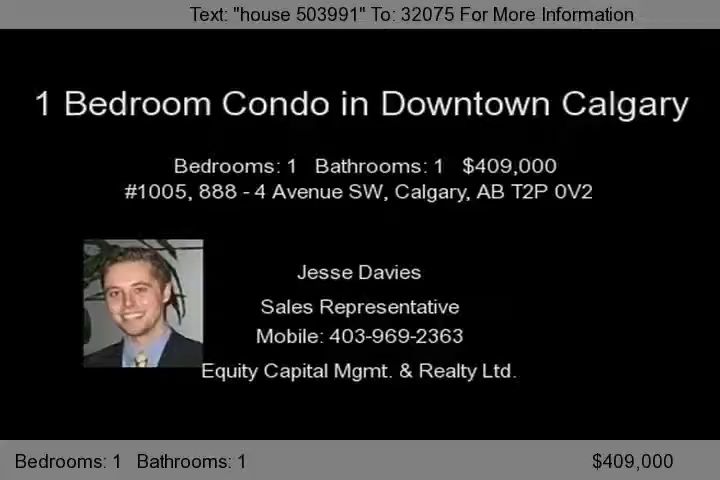 Text: "house 503991" To: 32075 For More Information
1 Bedroom Condo in Downtown Calgary
Bedrooms: 1 Bathrooms: 1 $409,000
#1005, 888 - 4 Avenue SW, Calgary, AB T2P 0V2
Jesse Davies
Sales Representative
Mobile: 403-969-2363
Equity Capital Mgmt. & Realty Ltd.
Bedrooms: 1 Bathrooms: 1 $409,000